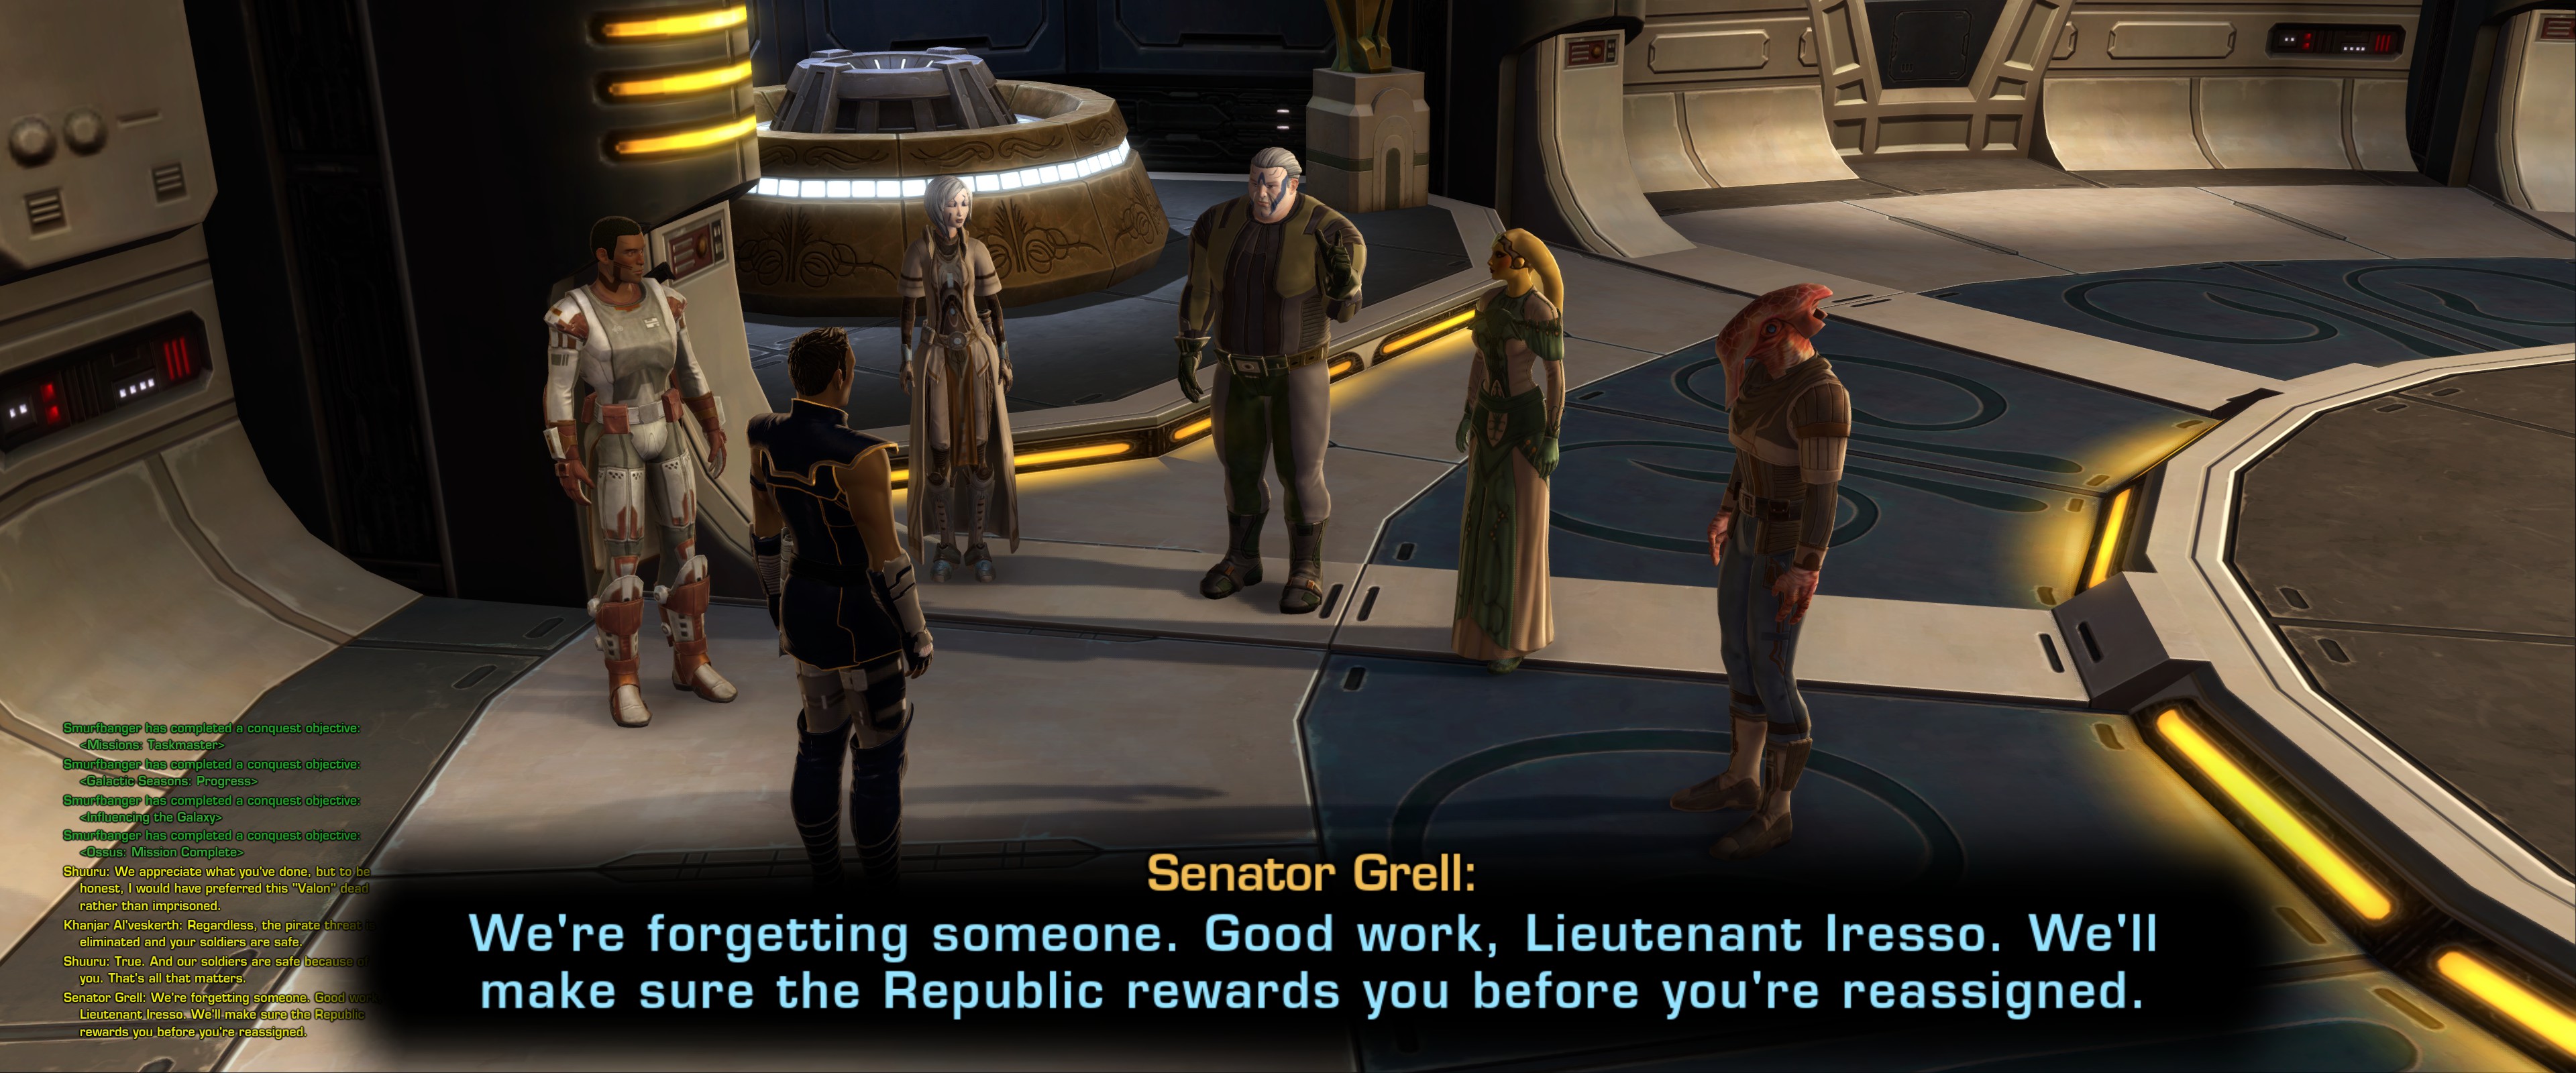 Smurfbanger has completed a conquest objective:
<Missions: Taskmaster>
Smurfbanger has completed a conquest objective:
<Galactic Seasons: Progress>
Smurfbanger has completed a conquest objective:
<Influencing the Galaxy>
Smurfbanger has completed a conquest objective:
<Ossus: Mission Complete>
Shuuru: We appreciate what you've done, but to be
honest, I would have preferred this "Valon" dead
rather than imprisoned.
Khanjar Al'veskerth: Regardless, the pirate threat is
eliminated and your soldiers are safe.
Shuuru: True. And our soldiers are safe because of
you. That's all that matters.
Senator Grell: We're forgetting someone. Good work,
Lieutenant Iresso. We'll make sure the Republic
rewards you before you're reassigned.
Senator Grell:
We're forgetting someone. Good work, Lieutenant Iresso. We'll
make sure the Republic rewards you before you're reassigned.